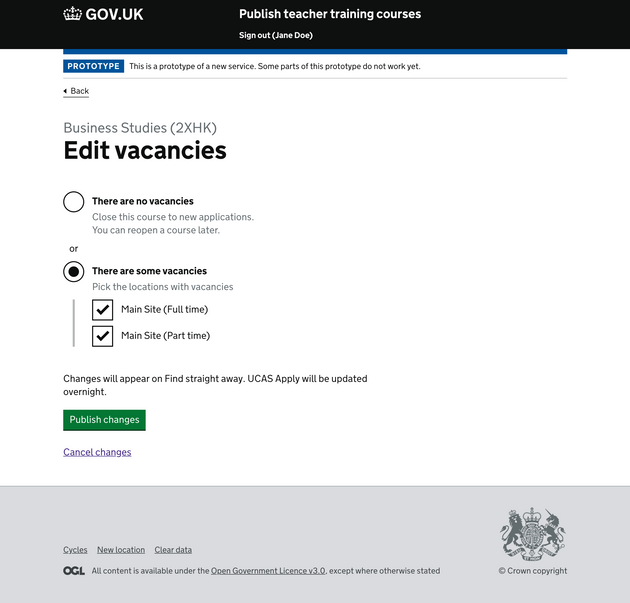 GOV.UK
Publish teacher training courses
Sign out (Jane Doe)
PROTOTYPE This is a prototype of a new service. Some parts of this prototype do not work yet.
Back
Business Studies (2XHK)
Edit vacancies
There are no vacancies
Close this course to new applications.
You can reopen a course later.
or
There are some vacancies
Pick the locations with vacancies
Main Site (Full time)
Main Site (Part time)
Changes will appear on Find straight away. UCAS Apply will be updated
overnight.
Publish changes
Cancel changes
Cycles New location Clear data
OGL All content is available under the Open Government Licence v3.0, except where otherwise stated
© Crown copyright